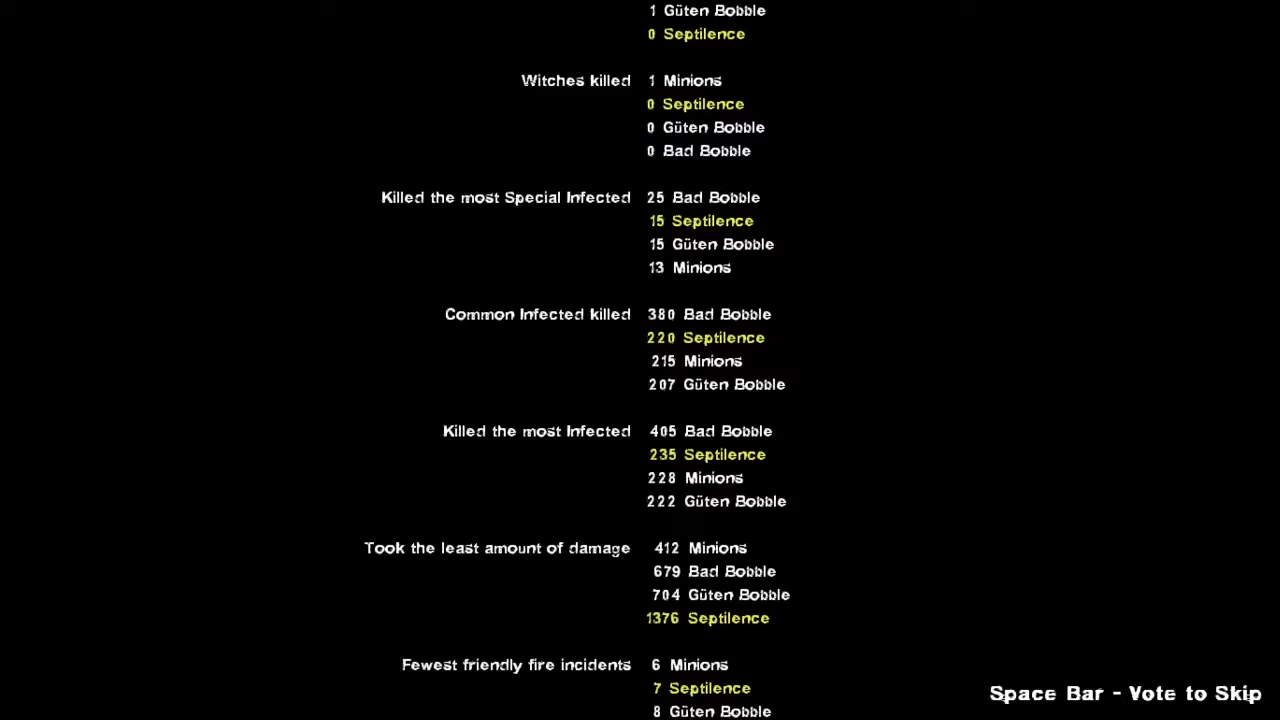 1 Güten Bobble
0 Septilence
Witches killed 1 Minions
0 Septilence
0 Güten Bobble
0 Bad Bobble
Killed the most Special Infected 25 Bad Bobble
15 Septilence
15 Güten Bobble
13 Minions
Common Infected killed 380 Bad Bobble
220 Septilence
215 Minions
207 Güten Bobble
Killed the most Infected 405 Bad Bobble
235 Septilence
228 Minions
222 Güten Bobble
Took the least amount of damage 412 Minions
679 Bad Bobble
704 Güten Bobble
1376 Septilence
Fewest friendly fire incidents 6 Minions
7 Septilence
8 Güten Bobble
Space Bar - Vote to Skip